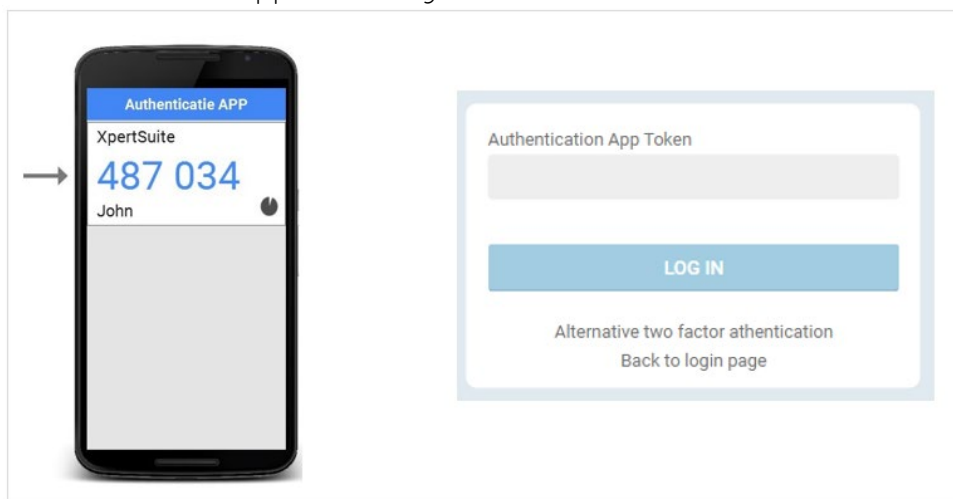 Authenticatie APP
XpertSuite
487 034
John
Authentication App Token
LOG IN
Alternative two factor athentication
Back to login page